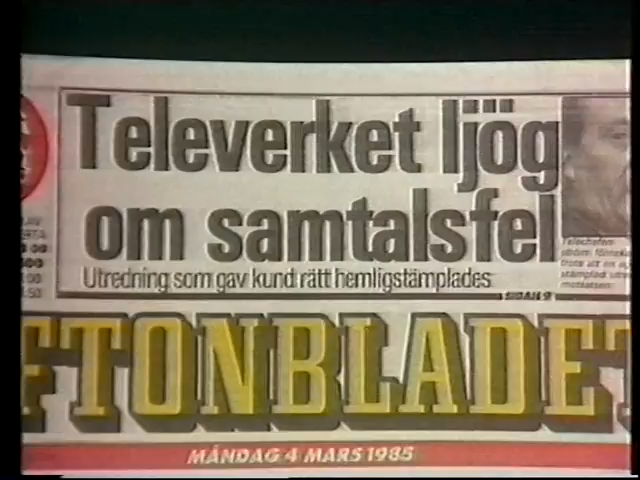 Televerket ljög
om samtalsfel
Utredning som gav kund rätt hemligstämplades
SIDAN 9
FTONBLADET
MÅNDAG 4 MARS 1985